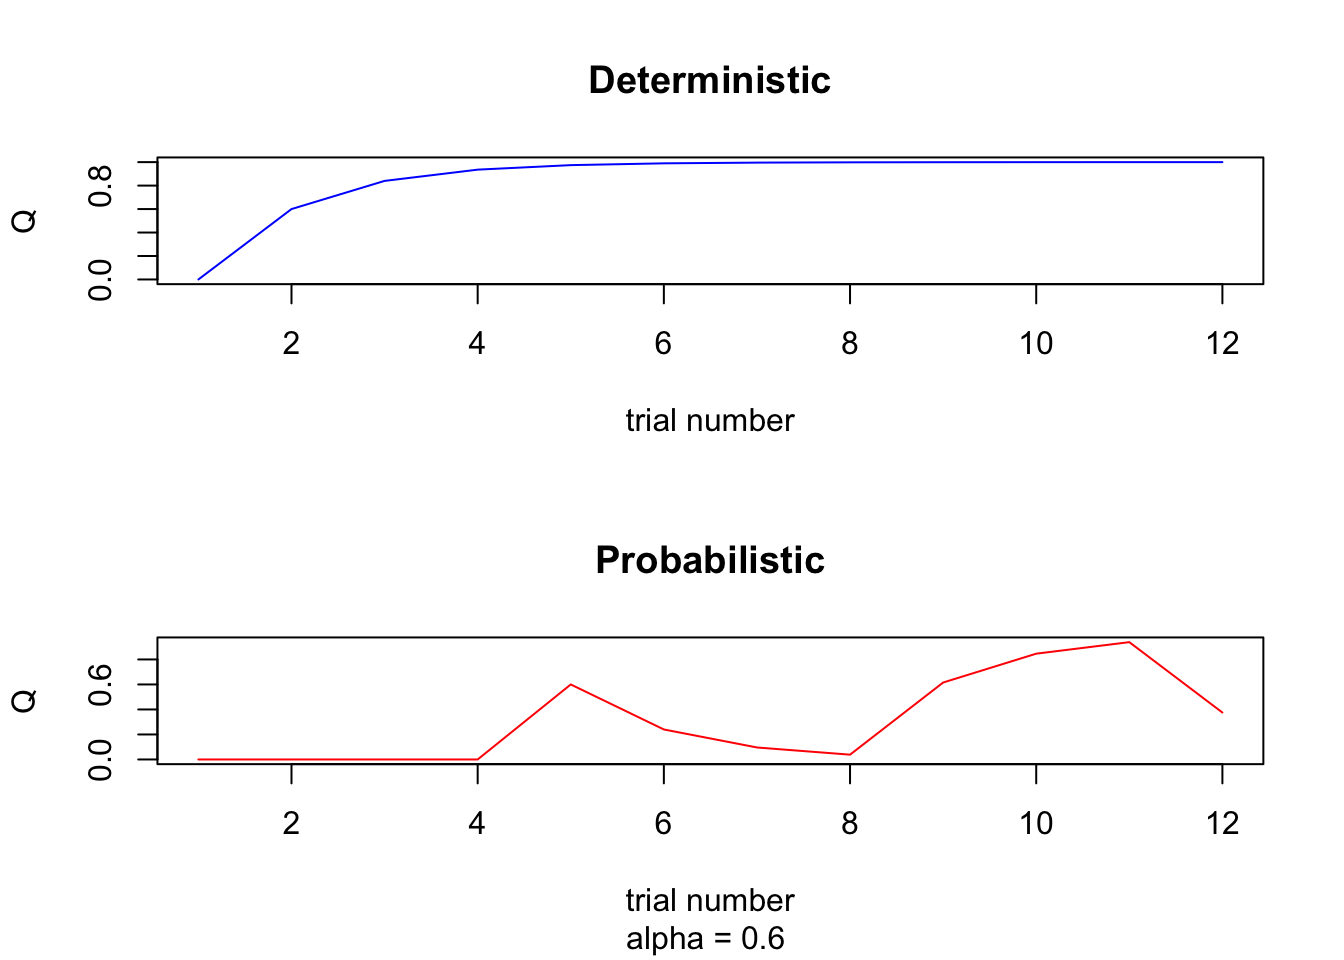 Deterministic
Q
0.8
0.0
2 4 6 8 10 12
trial number
Probabilistic
Q
0.6
0.0
2 4 6 8 10 12
trial number
alpha = 0.6